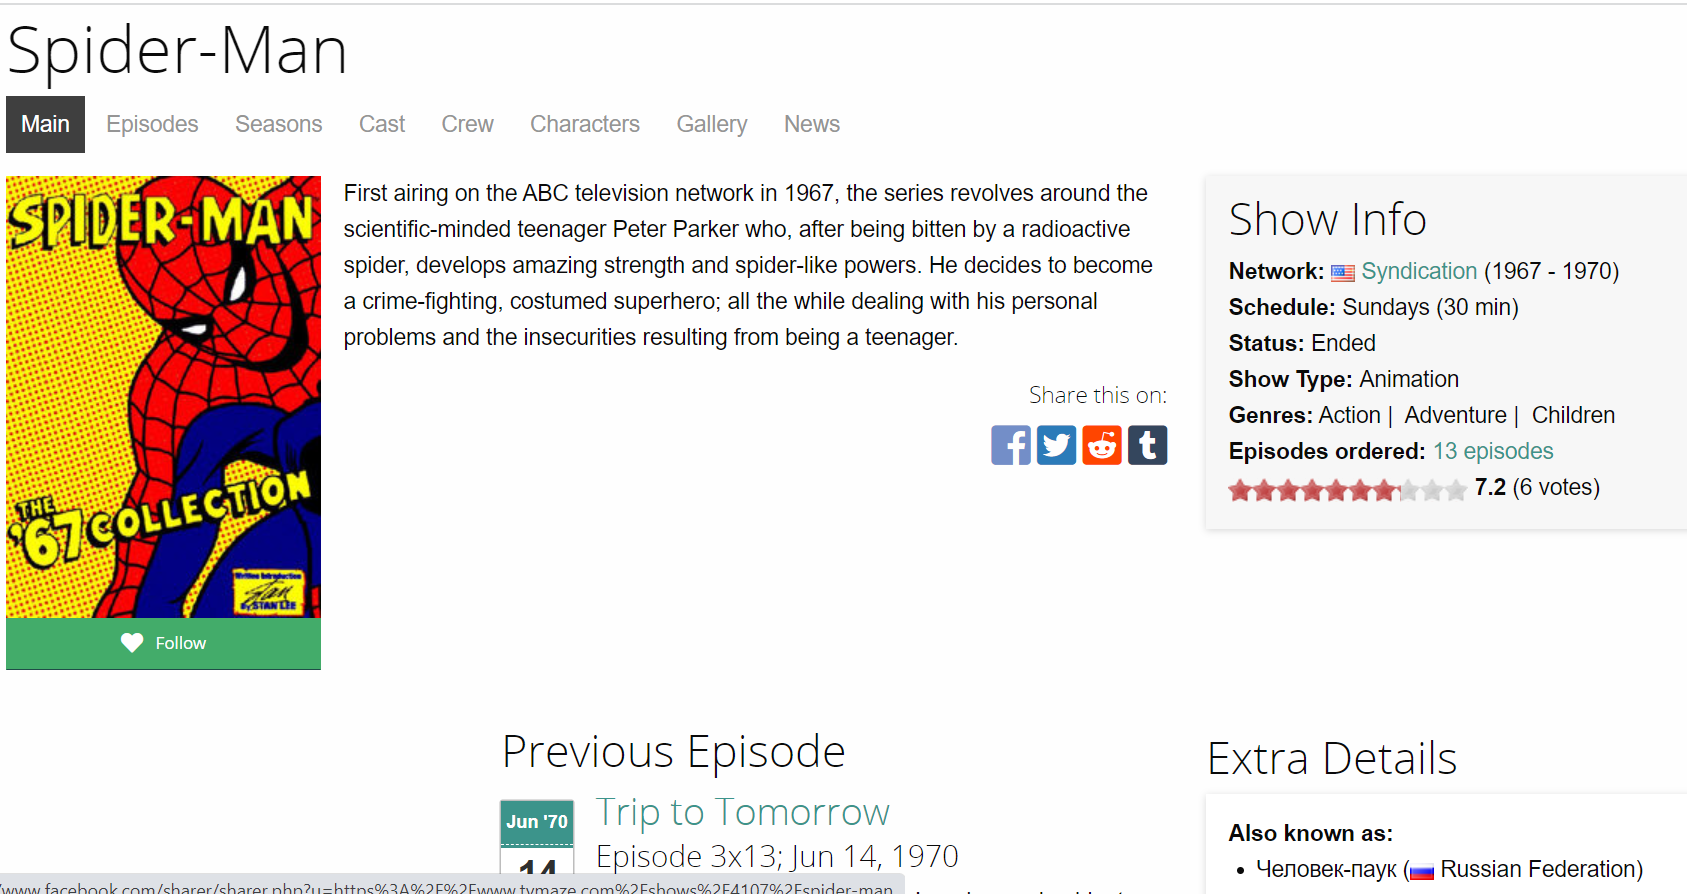 Spider-Man
Main Episodes Seasons Cast Crew Characters Gallery News
SPIDER-MAN
THE '67 COLLECTION
Written Introduction
By STAN LEE
Follow
First airing on the ABC television network in 1967, the series revolves around the
scientific-minded teenager Peter Parker who, after being bitten by a radioactive
spider, develops amazing strength and spider-like powers. He decides to become
a crime-fighting, costumed superhero; all the while dealing with his personal
problems and the insecurities resulting from being a teenager.
Share this on:
Show Info
Network: Syndication (1967 - 1970)
Schedule: Sundays (30 min)
Status: Ended
Show Type: Animation
Genres: Action | Adventure | Children
Episodes ordered: 13 episodes
7.2 (6 votes)
Previous Episode
Jun '70
14
Trip to Tomorrow
Episode 3x13; Jun 14, 1970
Extra Details
Also known as:
• Человек-паук (Russian Federation)
www.facebook.com/sharer/sharer.php?u=https%3A%2F%2Fwww.tvmaze.com%2Fshows%2F4107%2Fspider-man